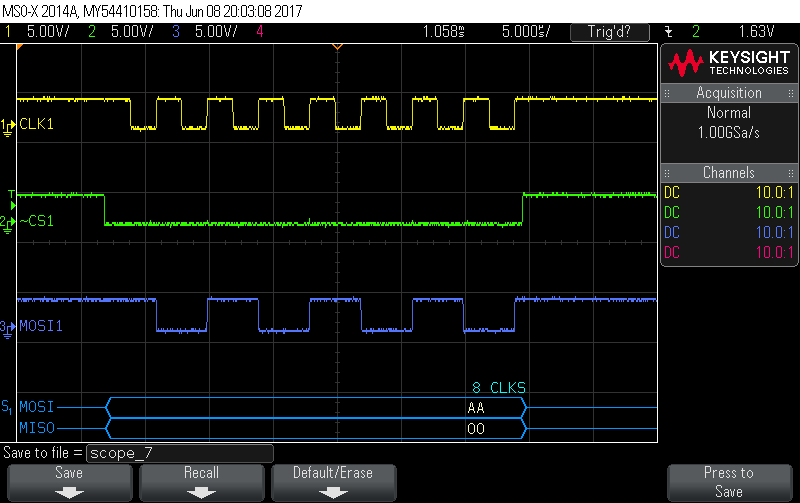 MSO-X 2014A, MY54410158: Thu Jun 08 20:03:08 2017
1 5.00V/ 2 5.00V/ 3 5.00V/ 4 1.058ms 5.000µs/ Trig'd? 2 1.63V
KEYSIGHT
TECHNOLOGIES
Acquisition
Normal
1.00GSa/s
Channels
DC 10.0:1
DC 10.0:1
DC 10.0:1
DC 10.0:1
1 CLK1
T
2 ~CS1
3 MOSI1
8 CLKS
S1 MOSI AA
MISO 00
Save to file = scope_7
Save
Recall
Default/Erase
Press to
Save